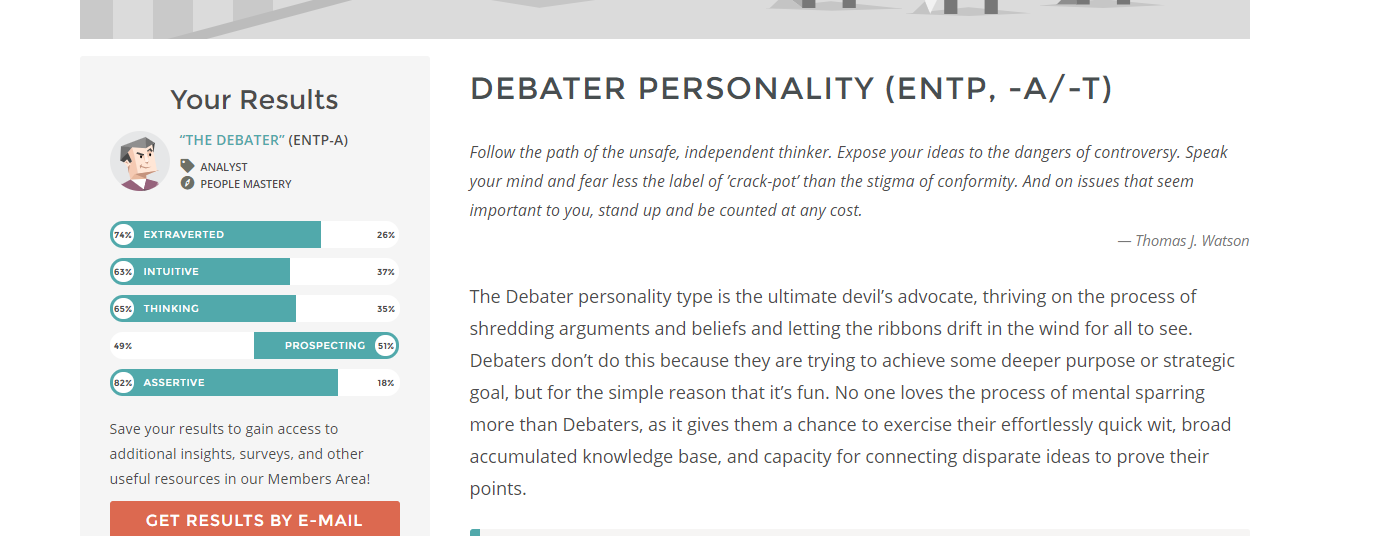 Your Results
“THE DEBATER” (ENTP-A)
ANALYST
PEOPLE MASTERY
74% EXTRAVERTED 26%
63% INTUITIVE 37%
65% THINKING 35%
49% PROSPECTING 51%
82% ASSERTIVE 18%
Save your results to gain access to
additional insights, surveys, and other
useful resources in our Members Area!
GET RESULTS BY E-MAIL
DEBATER PERSONALITY (ENTP, -A/-T)
Follow the path of the unsafe, independent thinker. Expose your ideas to the dangers of controversy. Speak
your mind and fear less the label of ’crack-pot’ than the stigma of conformity. And on issues that seem
important to you, stand up and be counted at any cost.
— Thomas J. Watson
The Debater personality type is the ultimate devil’s advocate, thriving on the process of
shredding arguments and beliefs and letting the ribbons drift in the wind for all to see.
Debaters don’t do this because they are trying to achieve some deeper purpose or strategic
goal, but for the simple reason that it’s fun. No one loves the process of mental sparring
more than Debaters, as it gives them a chance to exercise their effortlessly quick wit, broad
accumulated knowledge base, and capacity for connecting disparate ideas to prove their
points.